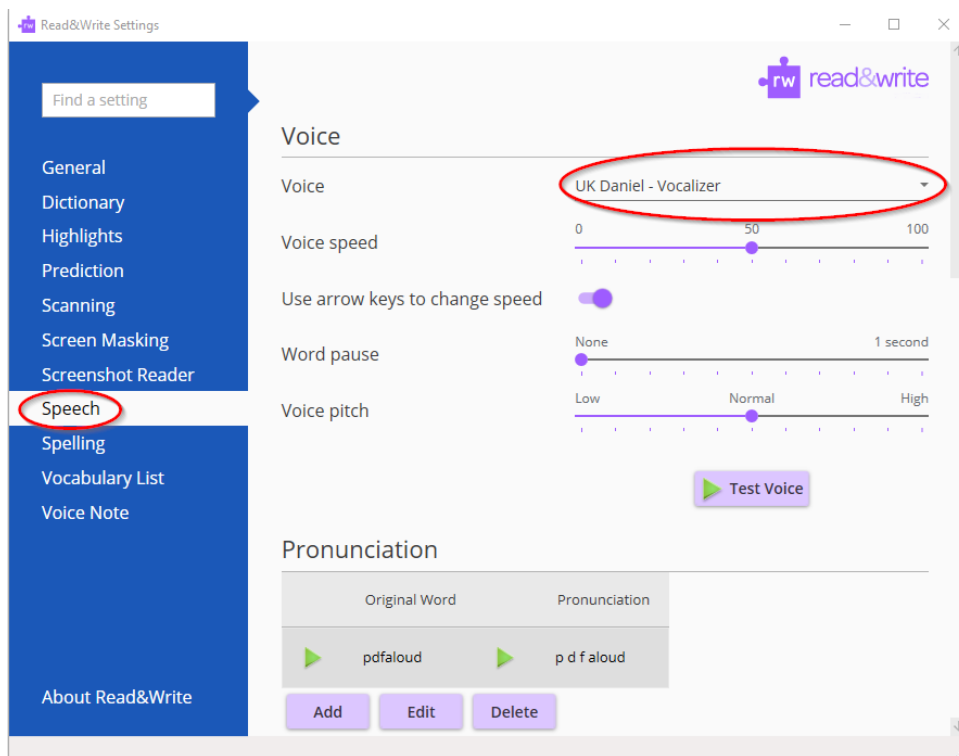 rw Read&Write Settings
rw read&write
Find a setting
General
Dictionary
Highlights
Prediction
Scanning
Screen Masking
Screenshot Reader
Speech
Spelling
Vocabulary List
Voice Note
About Read&Write
Voice
Voice UK Daniel - Vocalizer
Voice speed 0 50 100
Use arrow keys to change speed
Word pause None 1 second
Voice pitch Low Normal High
Test Voice
Pronunciation
Original Word Pronunciation
pdfaloud p d f aloud
Add Edit Delete